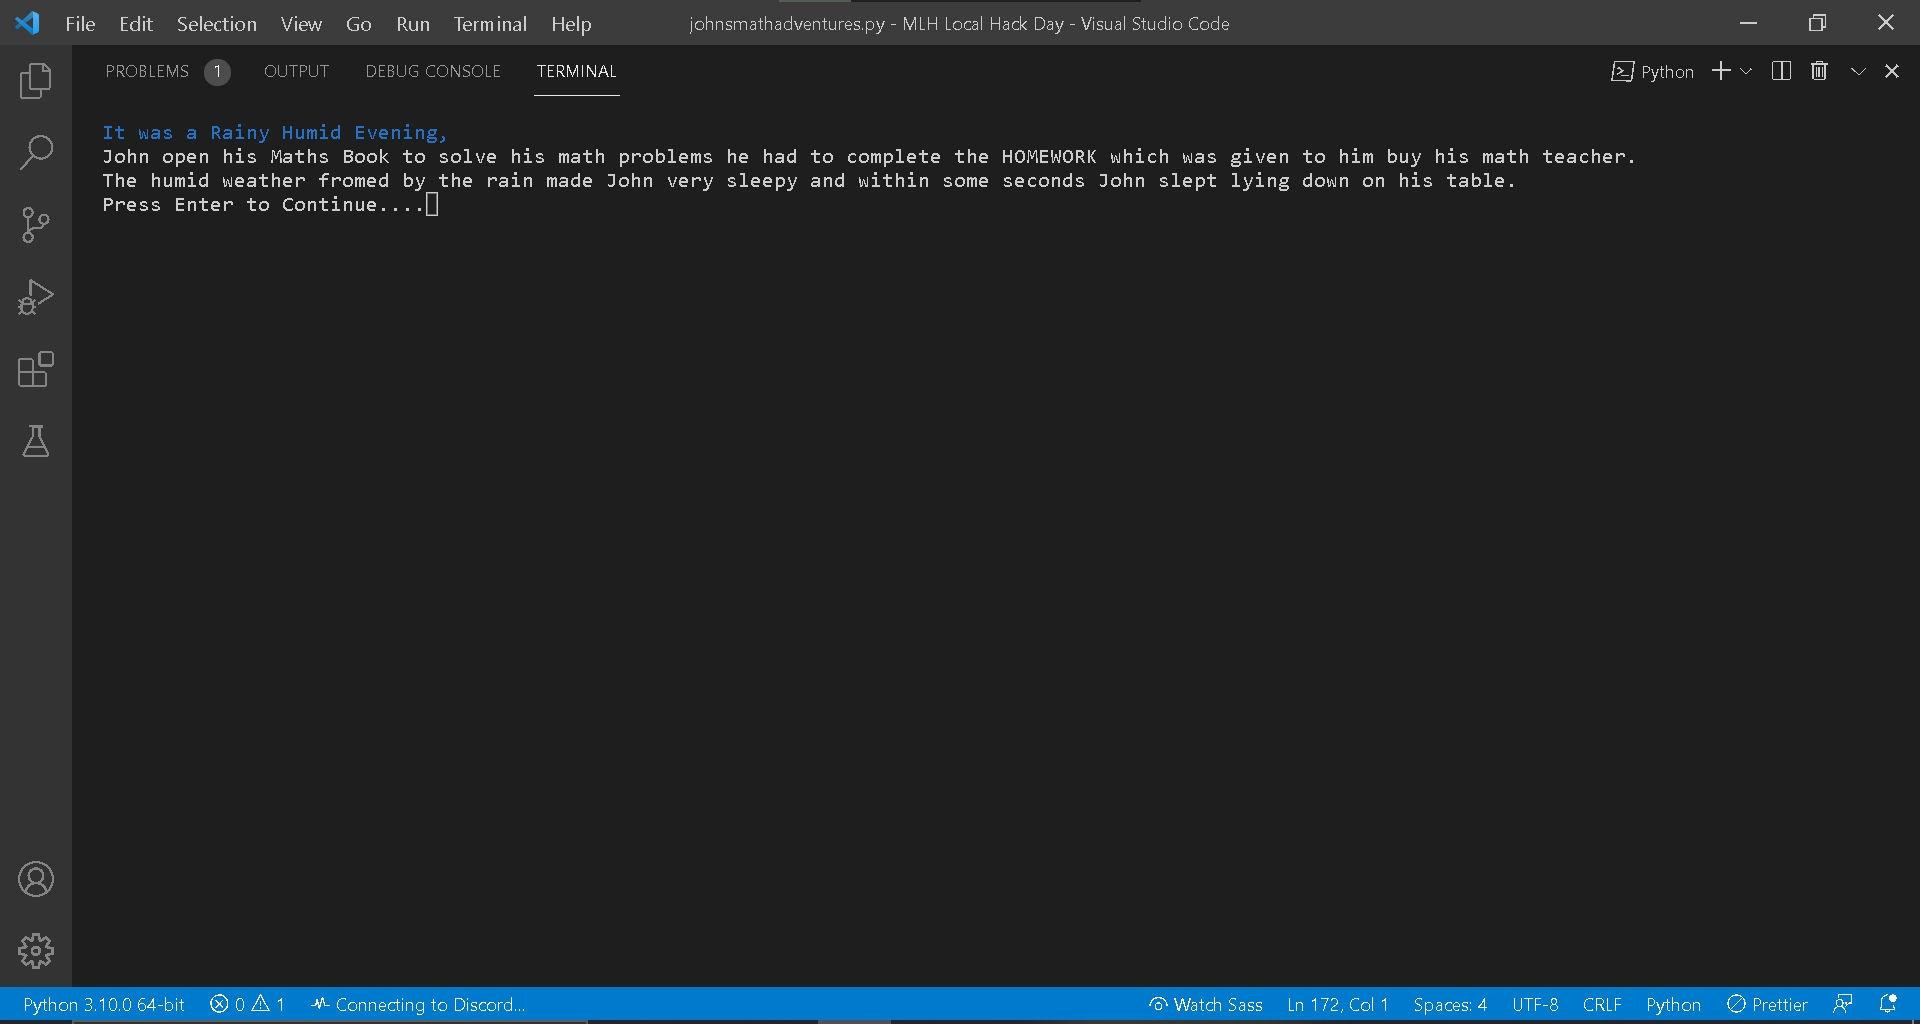 File Edit Selection View Go Run Terminal Help johnsmathadventures.py - MLH Local Hack Day - Visual Studio Code
PROBLEMS 1 OUTPUT DEBUG CONSOLE TERMINAL Python
It was a Rainy Humid Evening,
John open his Maths Book to solve his math problems he had to complete the HOMEWORK which was given to him buy his math teacher.
The humid weather fromed by the rain made John very sleepy and within some seconds John slept lying down on his table.
Press Enter to Continue....
Python 3.10.0 64-bit 0 1 Connecting to Discord... Watch Sass Ln 172, Col 1 Spaces: 4 UTF-8 CRLF Python Prettier